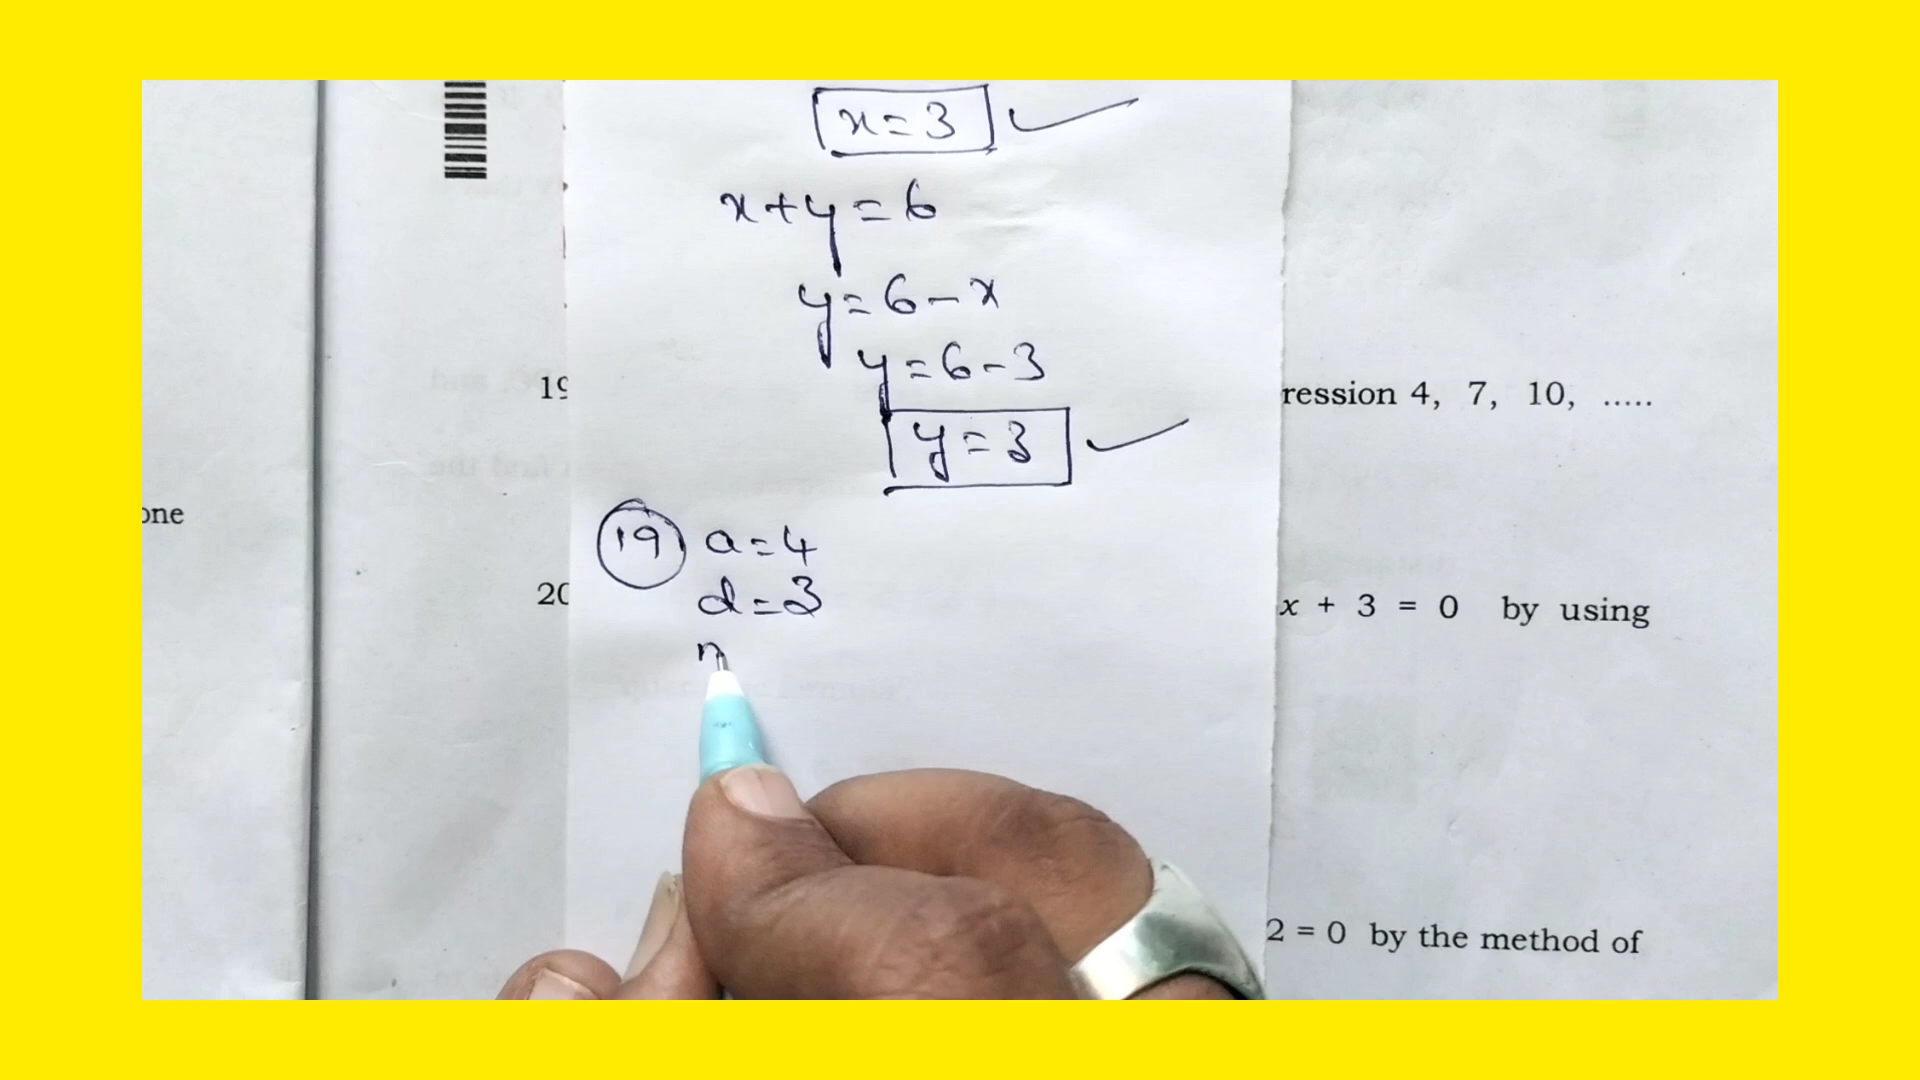 x=3
x+y=6
y=6-x
y=6-3
y=3
19 a=4
d=3
n
19
ression 4, 7, 10, .....
one
20
x + 3 = 0 by using
2 = 0 by the method of